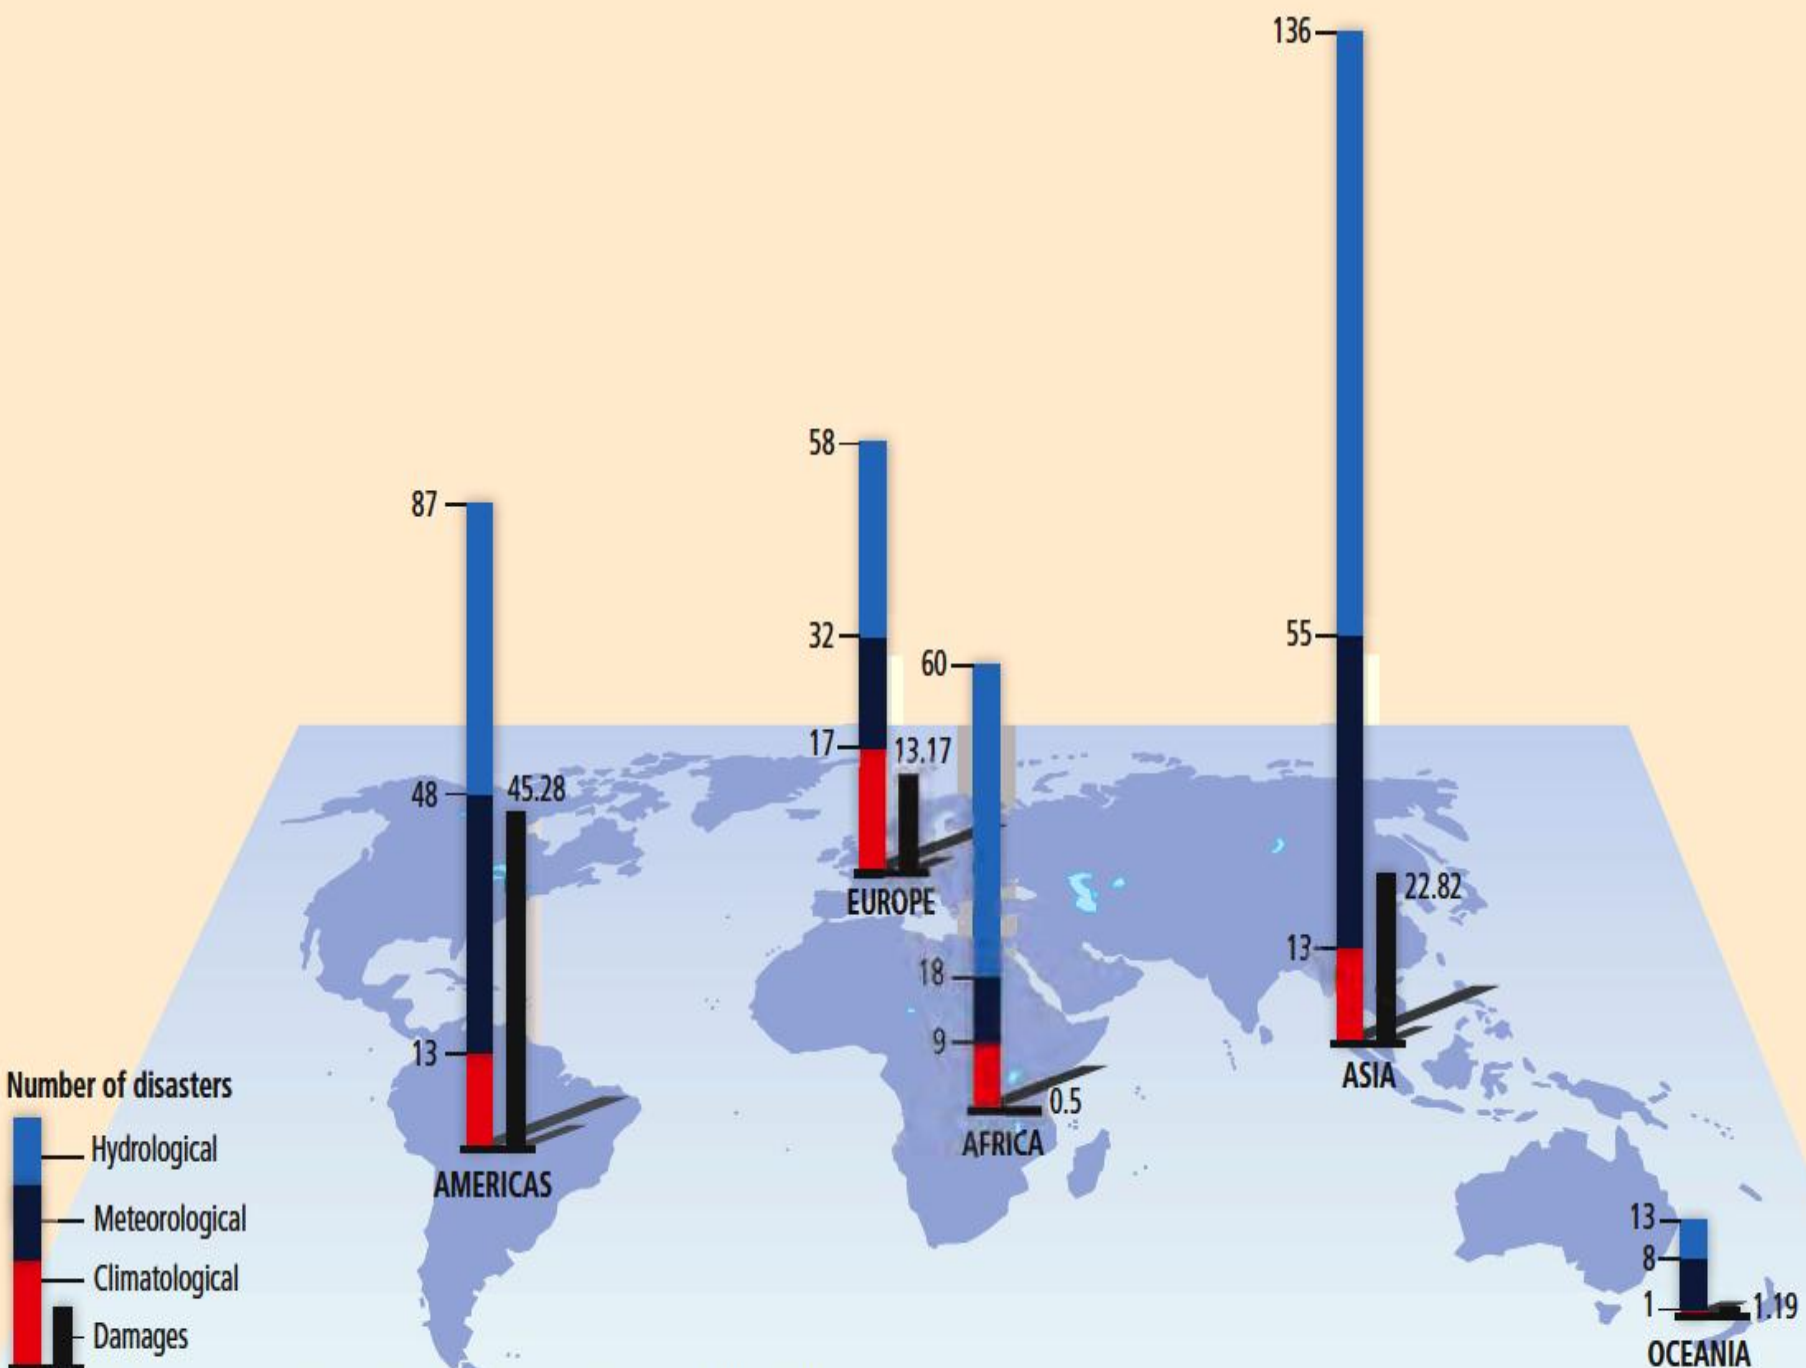 136
58
87
32
55
60
17
13.17
48
45.28
22.82
EUROPE
13
18
9
13
ASIA
0.5
AFRICA
AMERICAS
Number of disasters
Hydrological
Meteorological
Climatological
Damages
13
8
1
1.19
OCEANIA